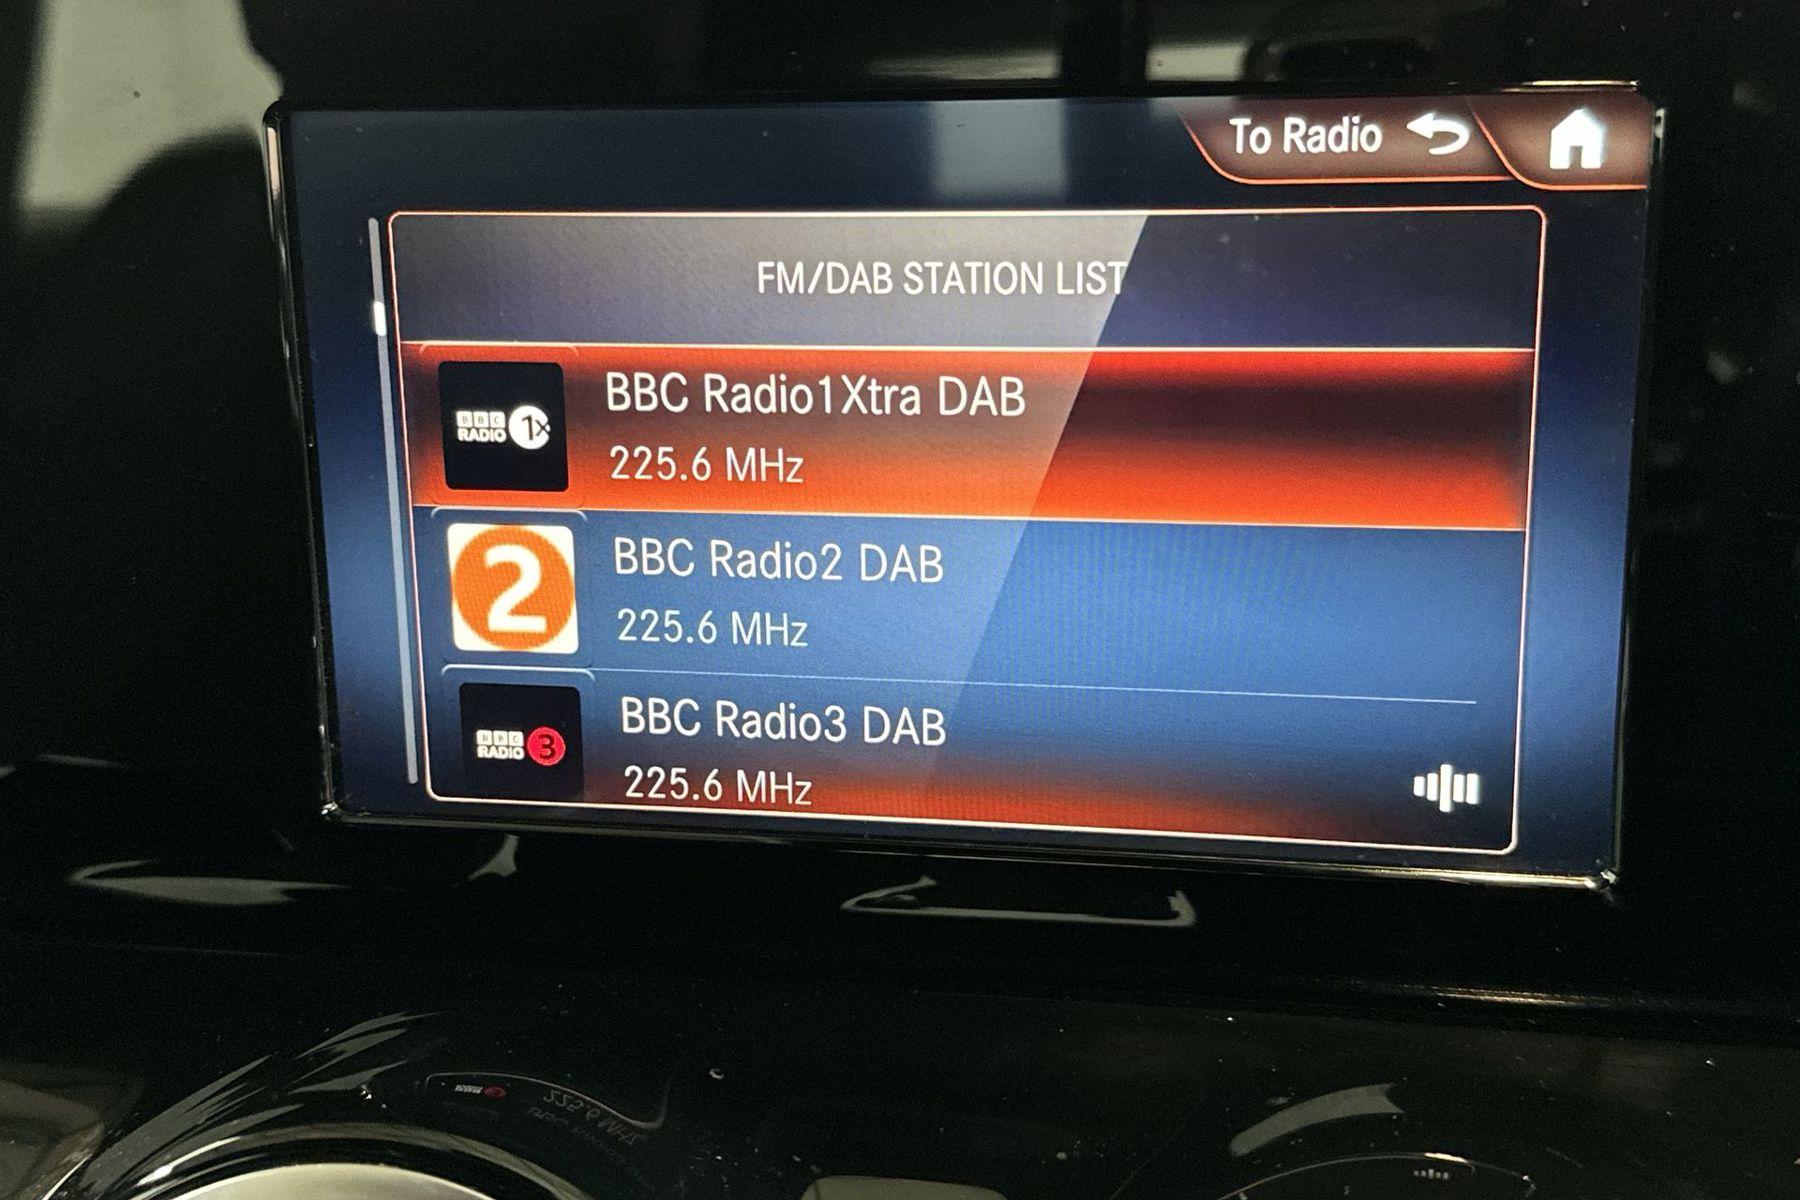 To Radio
FM/DAB STATION LIST
BBC RADIO 1x
BBC Radio1Xtra DAB
225.6 MHz
2
BBC Radio2 DAB
225.6 MHz
BBC RADIO 3
BBC Radio3 DAB
225.6 MHz